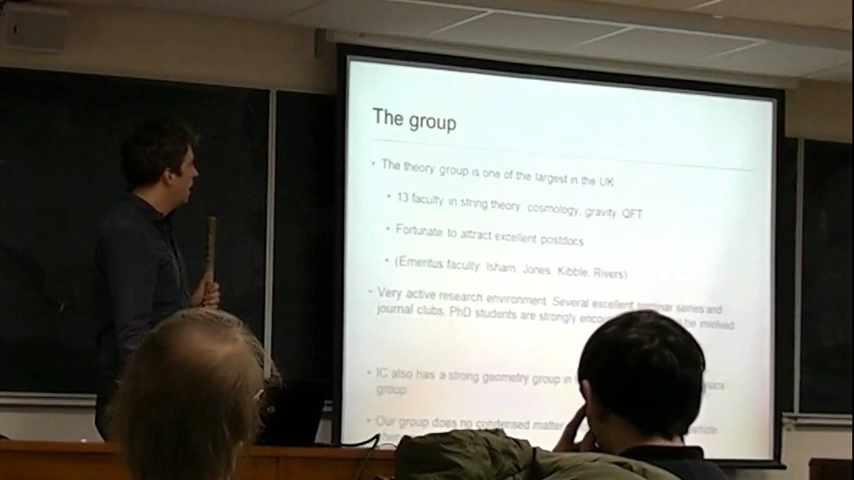 The group
• The theory group is one of the largest in the UK
• 13 faculty in string theory, cosmology, gravity, QFT
• Fortunate to attract excellent postdocs
• (Emeritus faculty: Isham, Jones, Kibble, Rivers)
• Very active research environment. Several excellent seminar series and
journal clubs. PhD students are strongly be involved
• IC also has a strong geometry group in
group
• Our group does no condensed matter